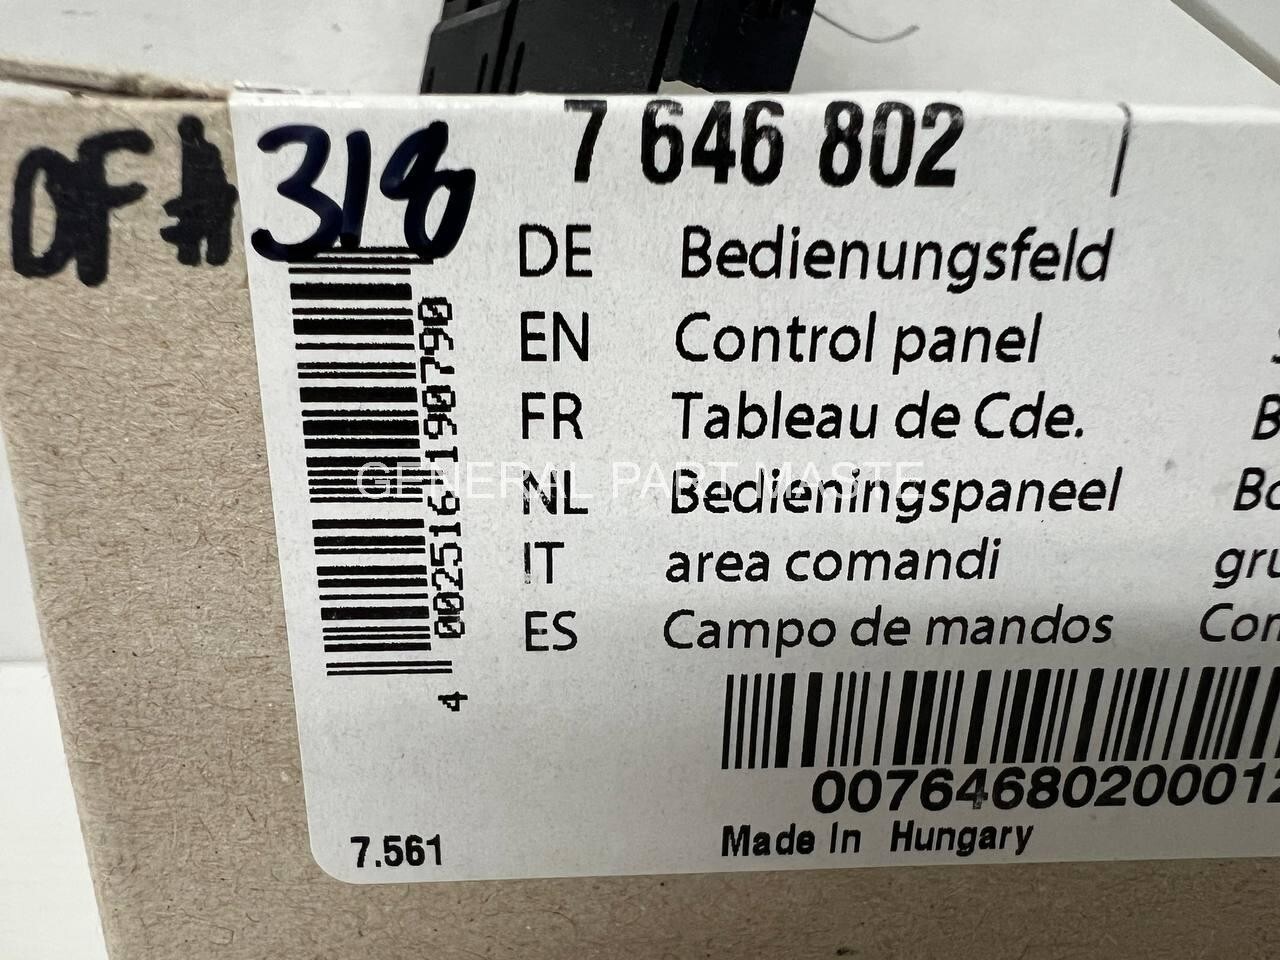 OF# 318
7 646 802
DE Bedienungsfeld
EN Control panel
FR Tableau de Cde.
NL Bedieningspaneel
IT area comandi
ES Campo de mandos
4 002516 190790
GENERAL PART MASTE
00764680200012
Made In Hungary
7.561